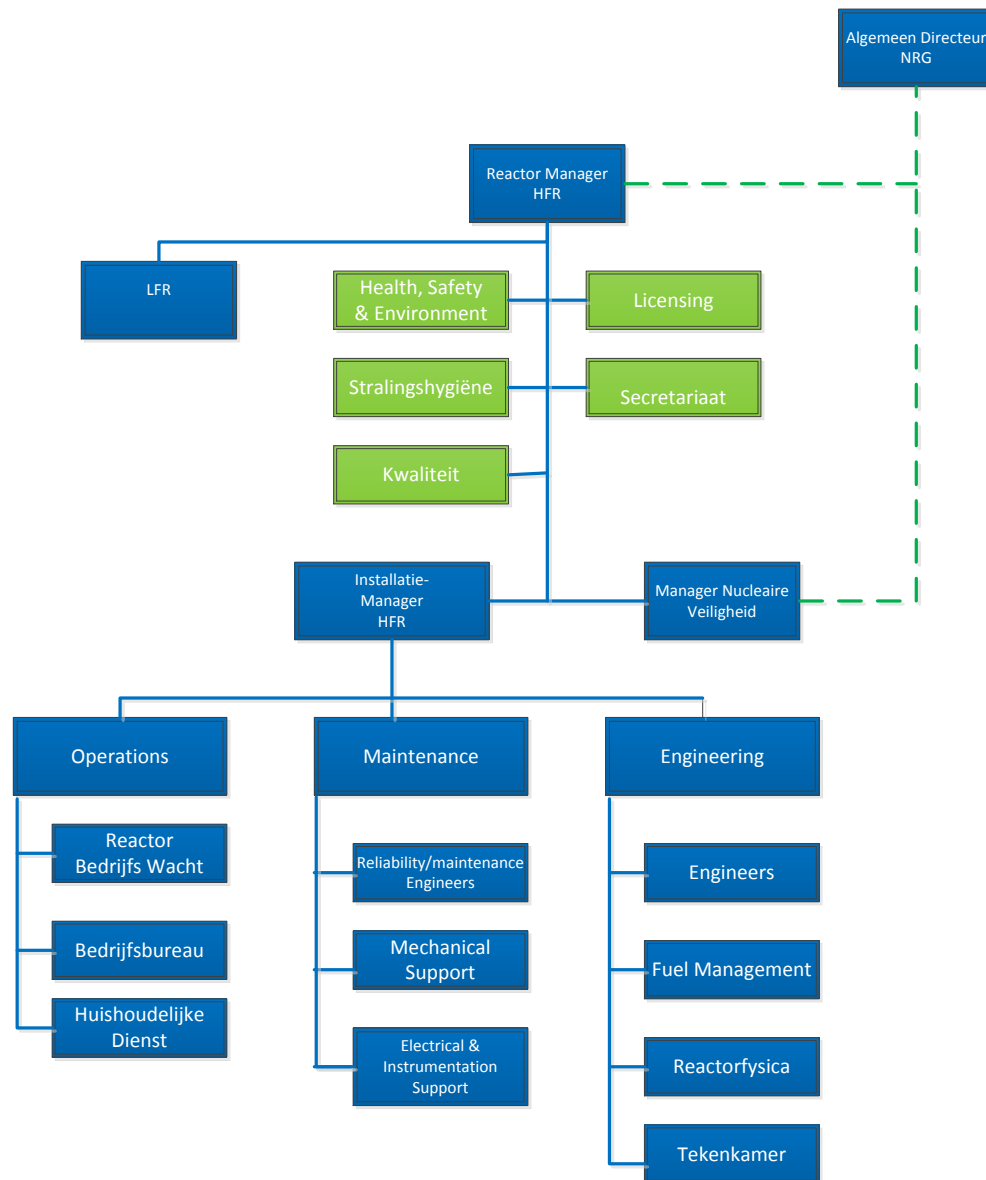 Algemeen Directeur
NRG
Reactor Manager
HFR
LFR
Health, Safety
& Environment
Licensing
Stralingshygiëne
Secretariaat
Kwaliteit
Installatie-
Manager
HFR
Manager Nucleaire
Veiligheid
Operations
Maintenance
Engineering
Reactor
Bedrijfs Wacht
Bedrijfsbureau
Huishoudelijke
Dienst
Reliability/maintenance
Engineers
Mechanical
Support
Electrical &
Instrumentation
Support
Engineers
Fuel Management
Reactorfysica
Tekenkamer